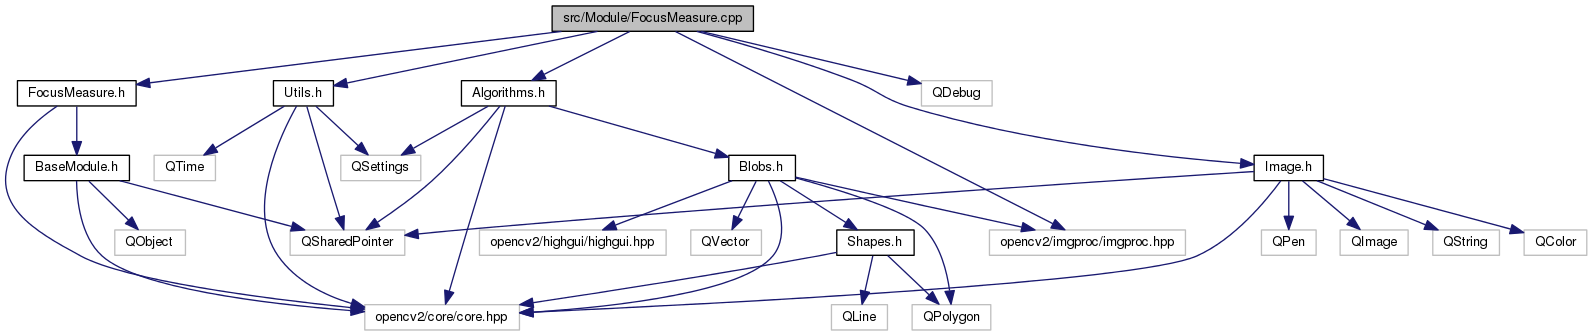 src/Module/FocusMeasure.cpp
FocusMeasure.h
Utils.h
Algorithms.h
QDebug
BaseModule.h
QTime
QSettings
Blobs.h
Image.h
QObject
QSharedPointer
opencv2/highgui/highgui.hpp
QVector
Shapes.h
opencv2/imgproc/imgproc.hpp
QPen
QImage
QString
QColor
opencv2/core/core.hpp
QLine
QPolygon